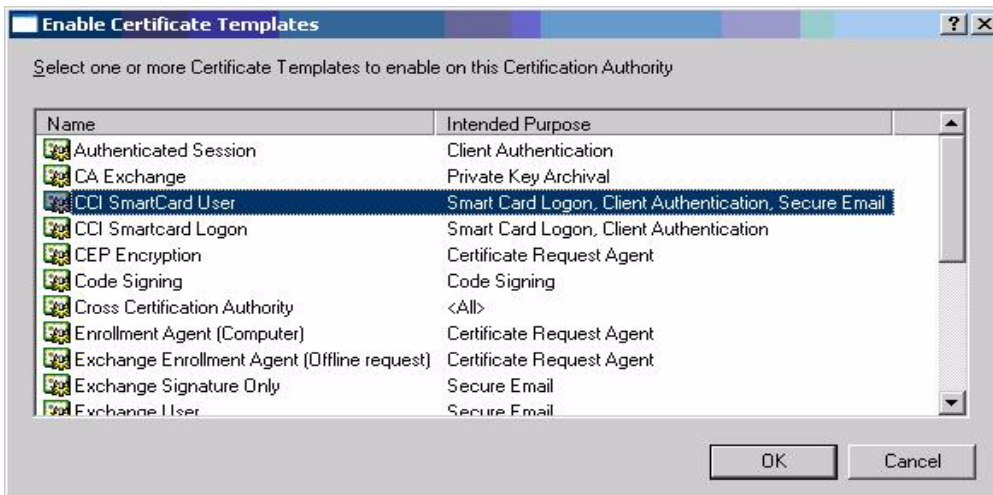 Enable Certificate Templates
Select one or more Certificate Templates to enable on this Certification Authority
Name Intended Purpose
Authenticated Session Client Authentication
CA Exchange Private Key Archival
CCI SmartCard User Smart Card Logon, Client Authentication, Secure Email
CCI Smartcard Logon Smart Card Logon, Client Authentication
CEP Encryption Certificate Request Agent
Code Signing Code Signing
Cross Certification Authority <All>
Enrollment Agent (Computer) Certificate Request Agent
Exchange Enrollment Agent (Offline request) Certificate Request Agent
Exchange Signature Only Secure Email
Exchange User Secure Email
OK Cancel